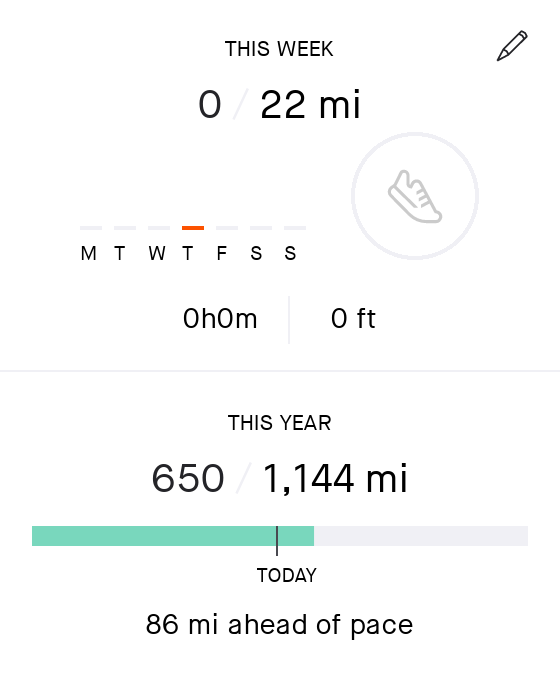 THIS WEEK
0 / 22 mi
M T W T F S S
0h0m 0 ft
THIS YEAR
650 / 1,144 mi
TODAY
86 mi ahead of pace